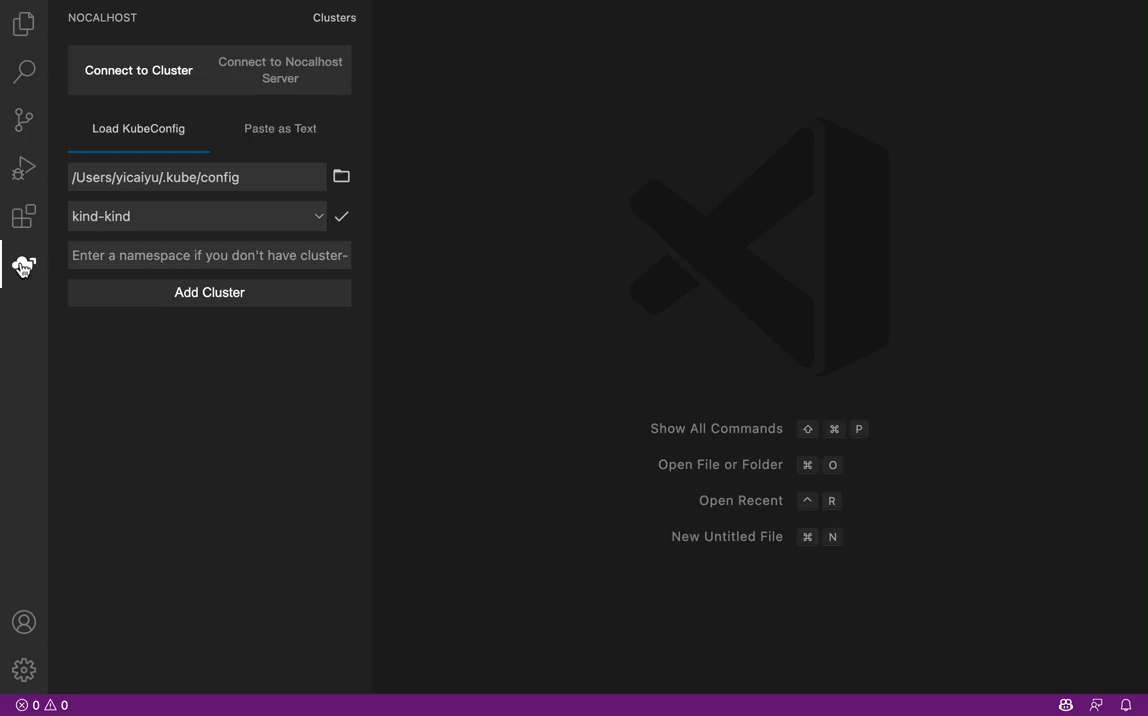 NOCALHOST
Clusters
Connect to Cluster
Connect to Nocalhost
Server
Load KubeConfig
Paste as Text
/Users/yicaiyu/.kube/config
kind-kind
Enter a namespace if you don't have cluster-
Add Cluster
Show All Commands ⇧ ⌘ P
Open File or Folder ⌘ O
Open Recent ^ R
New Untitled File ⌘ N
0 0